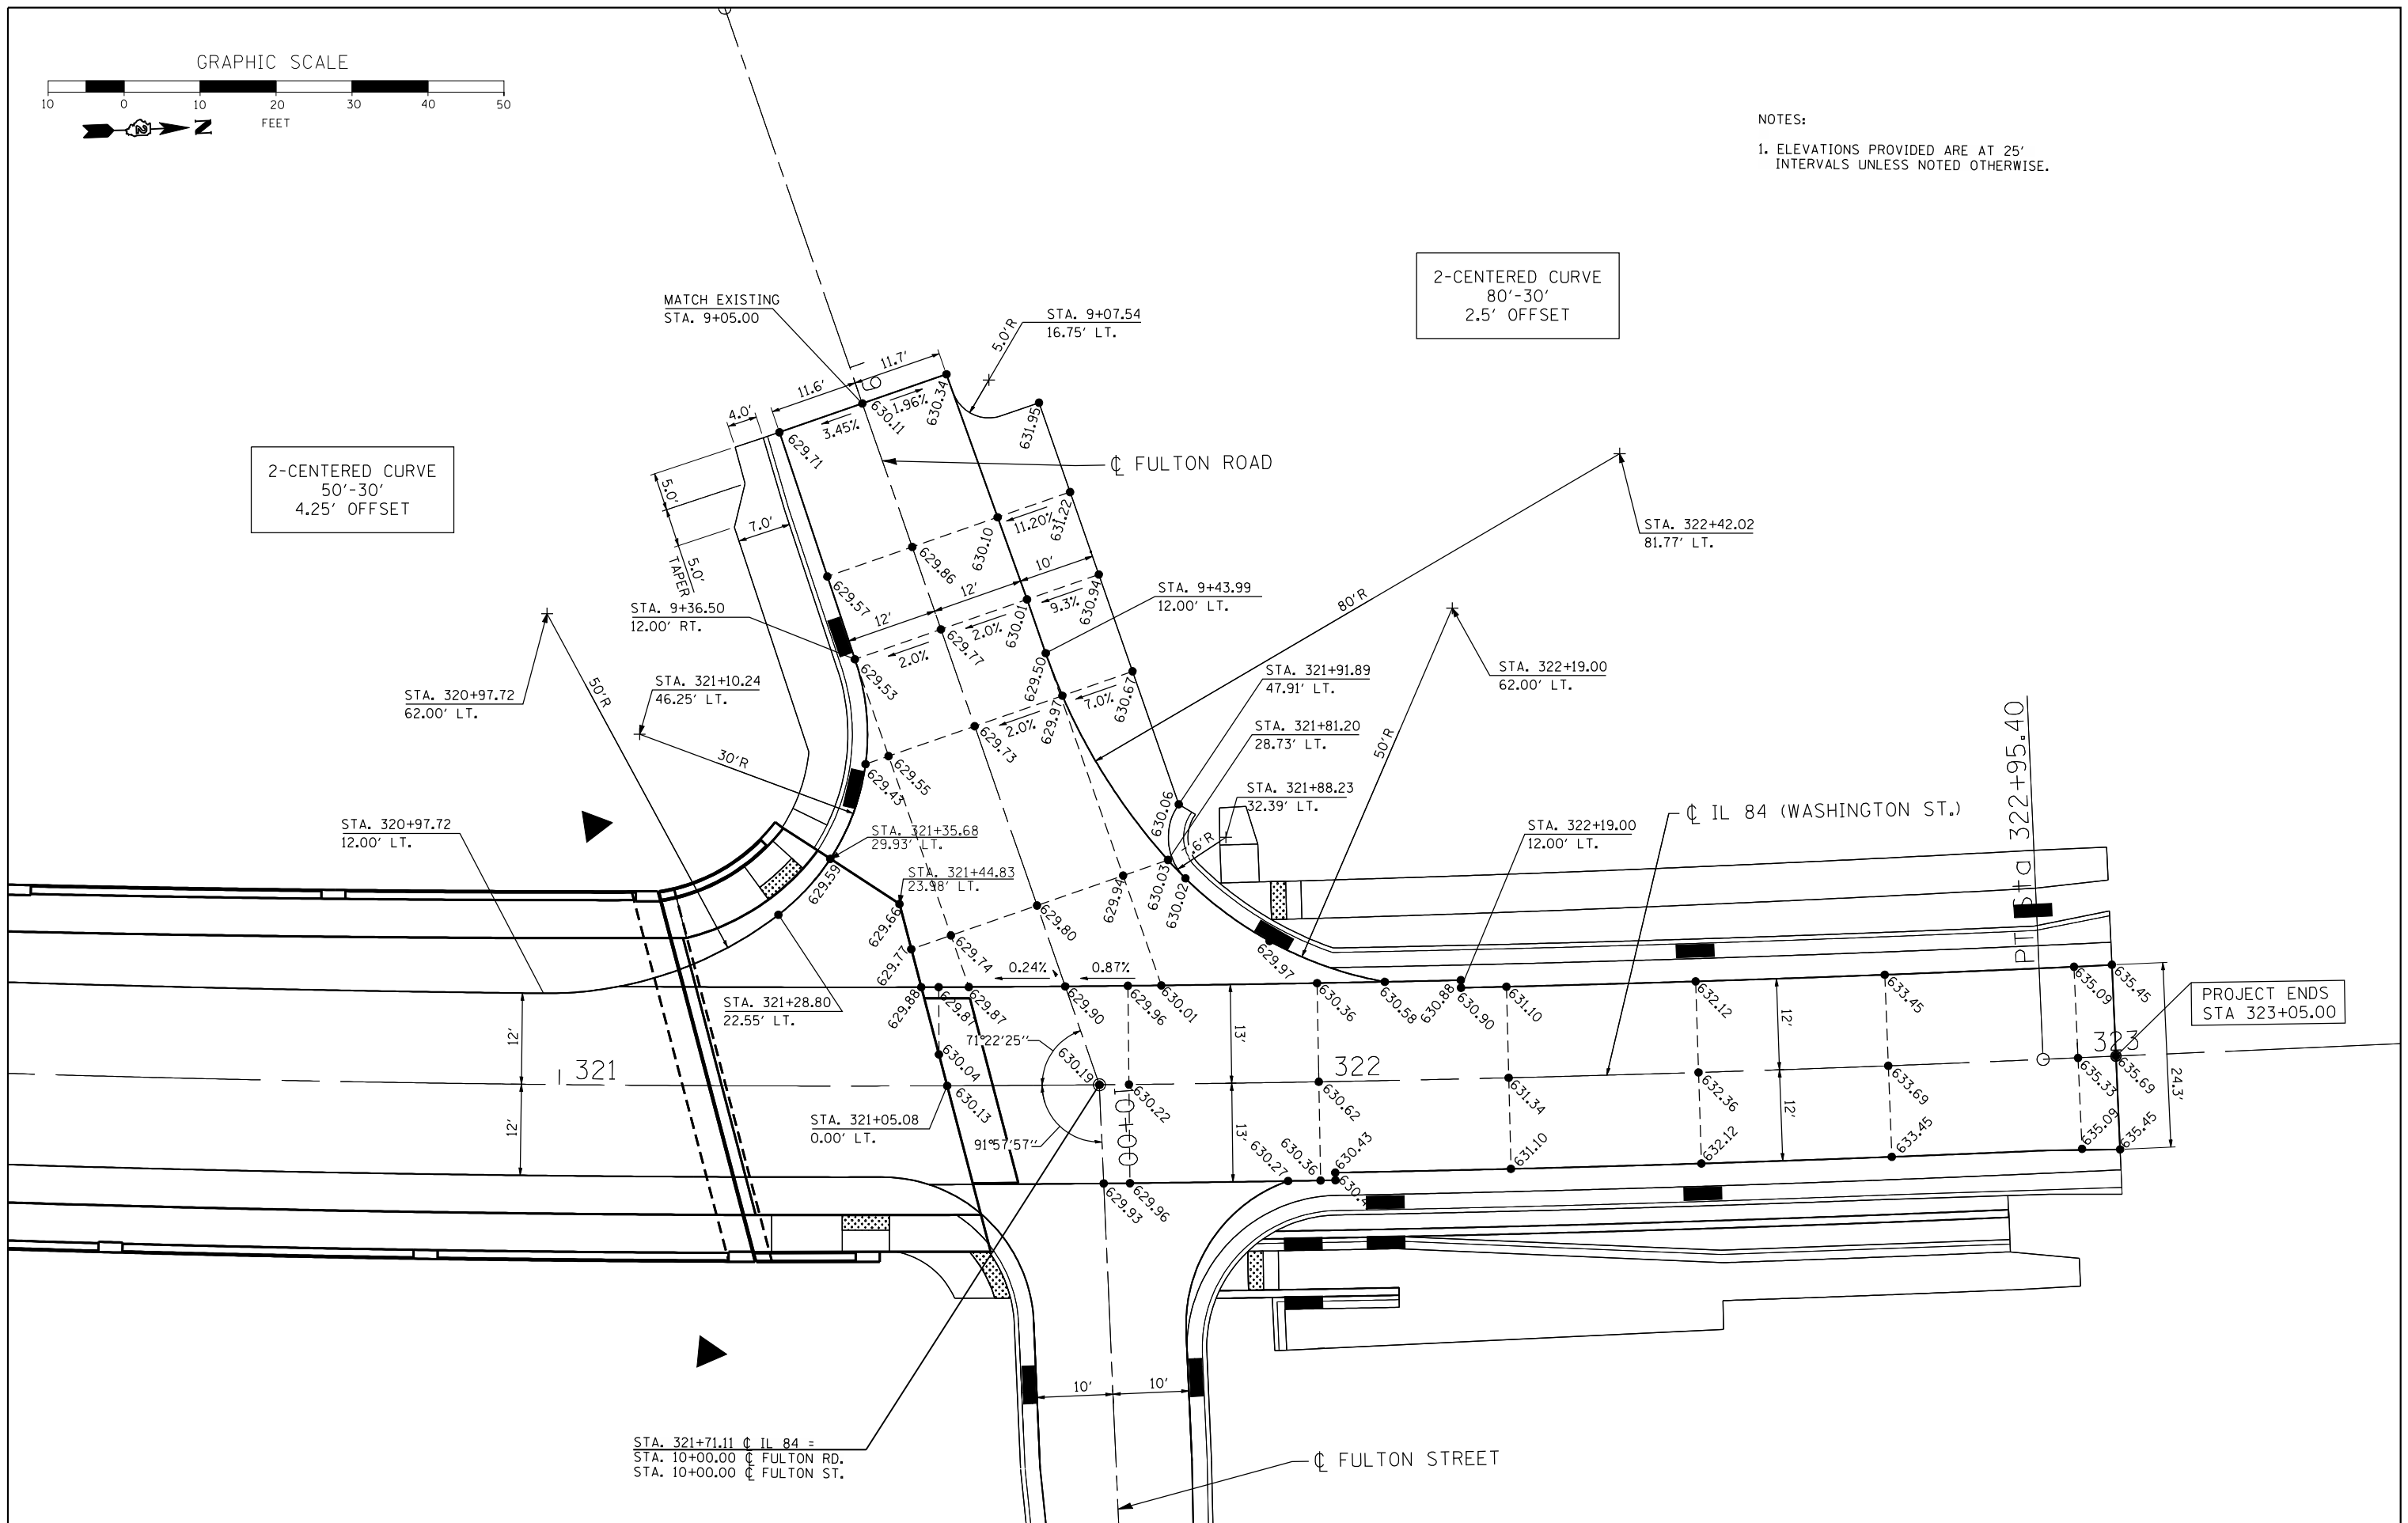 GRAPHIC SCALE
10 0 10 20 30 40 50
FEET
N
NOTES:
1. ELEVATIONS PROVIDED ARE AT 25'
INTERVALS UNLESS NOTED OTHERWISE.
2-CENTERED CURVE
80'-30'
2.5' OFFSET
2-CENTERED CURVE
50'-30'
4.25' OFFSET
MATCH EXISTING
STA. 9+05.00
STA. 9+07.54
16.75' LT.
5.0'R
11.7'
11.6'
4.0'
9
1.96%
3.45%
630.34
630.11
629.71
631.95
℄ FULTON ROAD
5.0'
7.0'
5.0'
TAPER
11.20%
631.22
630.10
629.86
629.57
10'
12'
12'
9.3%
630.94
630.01
2.0%
629.77
2.0%
629.53
STA. 9+36.50
12.00' RT.
STA. 9+43.99
12.00' LT.
629.50
STA. 322+42.02
81.77' LT.
80'R
STA. 322+19.00
62.00' LT.
50'R
STA. 320+97.72
62.00' LT.
50'R
STA. 321+10.24
46.25' LT.
30'R
7.0%
630.67
629.97
2.0%
629.73
629.55
629.43
STA. 321+91.89
47.91' LT.
STA. 321+81.20
28.73' LT.
STA. 321+88.23
32.39' LT.
630.06
STA. 320+97.72
12.00' LT.
STA. 321+35.68
29.93' LT.
629.59
STA. 321+44.83
23.98' LT.
629.66
629.77
629.74
629.80
629.94
630.03
630.02
629.97
STA. 322+19.00
12.00' LT.
℄ IL 84 (WASHINGTON ST.)
PT Sta 322+95.40
STA. 321+28.80
22.55' LT.
0.24%
0.87%
629.88
629.87
629.87
629.90
629.96
630.01
630.36
630.58
630.88
630.90
631.10
632.12
633.45
635.09
635.45
PROJECT ENDS
STA 323+05.00
12'
12'
321
71°22'25"
91°57'57"
630.04
630.13
630.19
630.22
10+00
13'
13'
322
630.62
631.34
632.36
633.69
323
635.33
635.69
12'
12'
24.3'
STA. 321+05.08
0.00' LT.
629.93
629.96
630.27
630.36
630.43
631.10
632.12
633.45
635.09
635.45
10' 10'
STA. 321+71.11 ℄ IL 84 =
STA. 10+00.00 ℄ FULTON RD.
STA. 10+00.00 ℄ FULTON ST.
℄ FULTON STREET